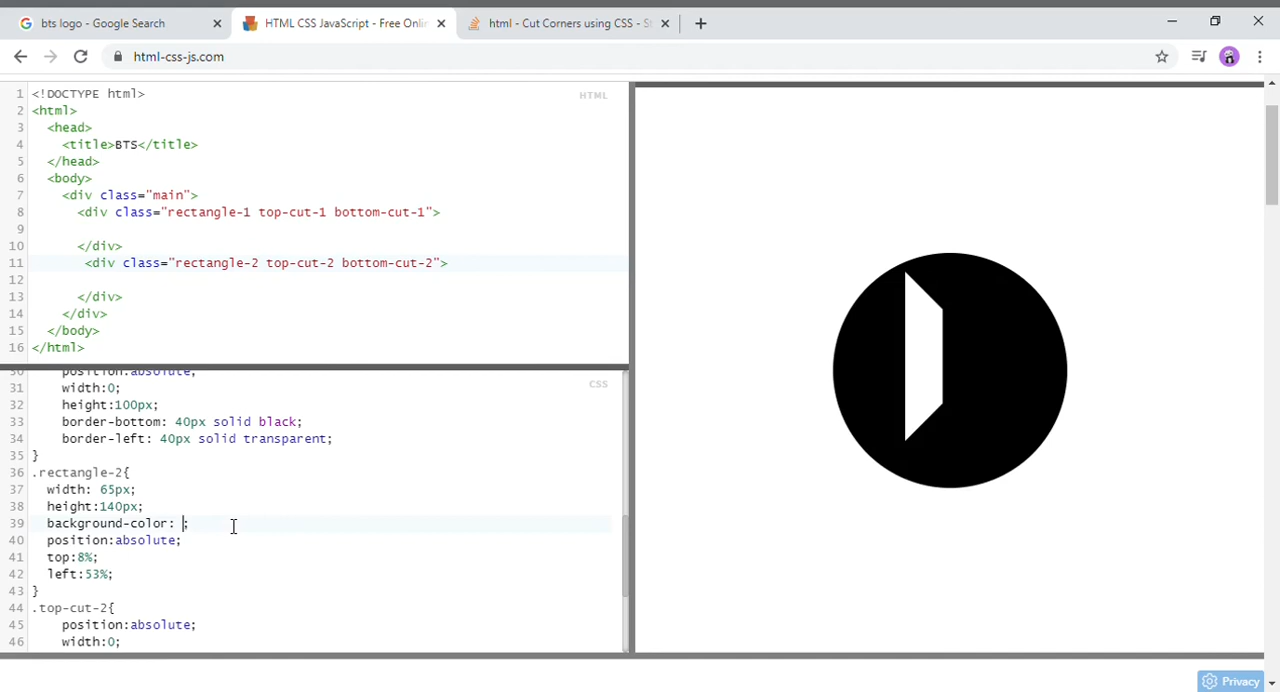 bts logo - Google Search
HTML CSS JavaScript - Free Onlin
html - Cut Corners using CSS - S
html-css-js.com
HTML
1 <!DOCTYPE html>
2 <html>
3 <head>
4 <title>BTS</title>
5 </head>
6 <body>
7 <div class="main">
8 <div class="rectangle-1 top-cut-1 bottom-cut-1">
9
10 </div>
11 <div class="rectangle-2 top-cut-2 bottom-cut-2">
12
13 </div>
14 </div>
15 </body>
16 </html>
CSS
30 position:absolute;
31 width:0;
32 height:100px;
33 border-bottom: 40px solid black;
34 border-left: 40px solid transparent;
35 }
36 .rectangle-2{
37 width: 65px;
38 height:140px;
39 background-color: ;
40 position:absolute;
41 top:8%;
42 left:53%;
43 }
44 .top-cut-2{
45 position:absolute;
46 width:0;
Privacy